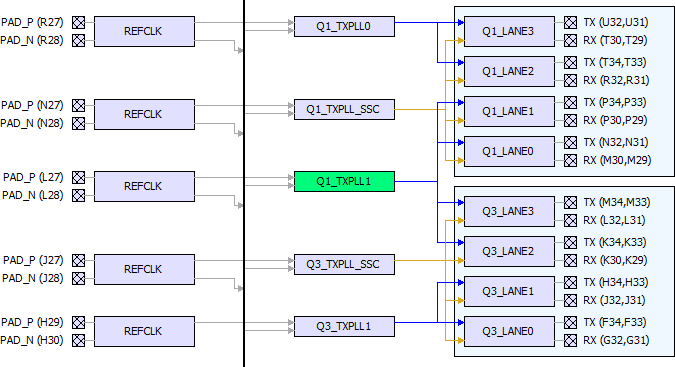 PAD_P (R27)
PAD_N (R28)
REFCLK
Q1_TXPLL0
Q1_LANE3
TX (U32,U31)
RX (T30,T29)
Q1_LANE2
TX (T34,T33)
RX (R32,R31)
PAD_P (N27)
PAD_N (N28)
REFCLK
Q1_TXPLL_SSC
Q1_LANE1
TX (P34,P33)
RX (P30,P29)
Q1_LANE0
TX (N32,N31)
RX (M30,M29)
PAD_P (L27)
PAD_N (L28)
REFCLK
Q1_TXPLL1
Q3_LANE3
TX (M34,M33)
RX (L32,L31)
Q3_LANE2
TX (K34,K33)
RX (K30,K29)
PAD_P (J27)
PAD_N (J28)
REFCLK
Q3_TXPLL_SSC
Q3_LANE1
TX (H34,H33)
RX (J32,J31)
PAD_P (H29)
PAD_N (H30)
REFCLK
Q3_TXPLL1
Q3_LANE0
TX (F34,F33)
RX (G32,G31)